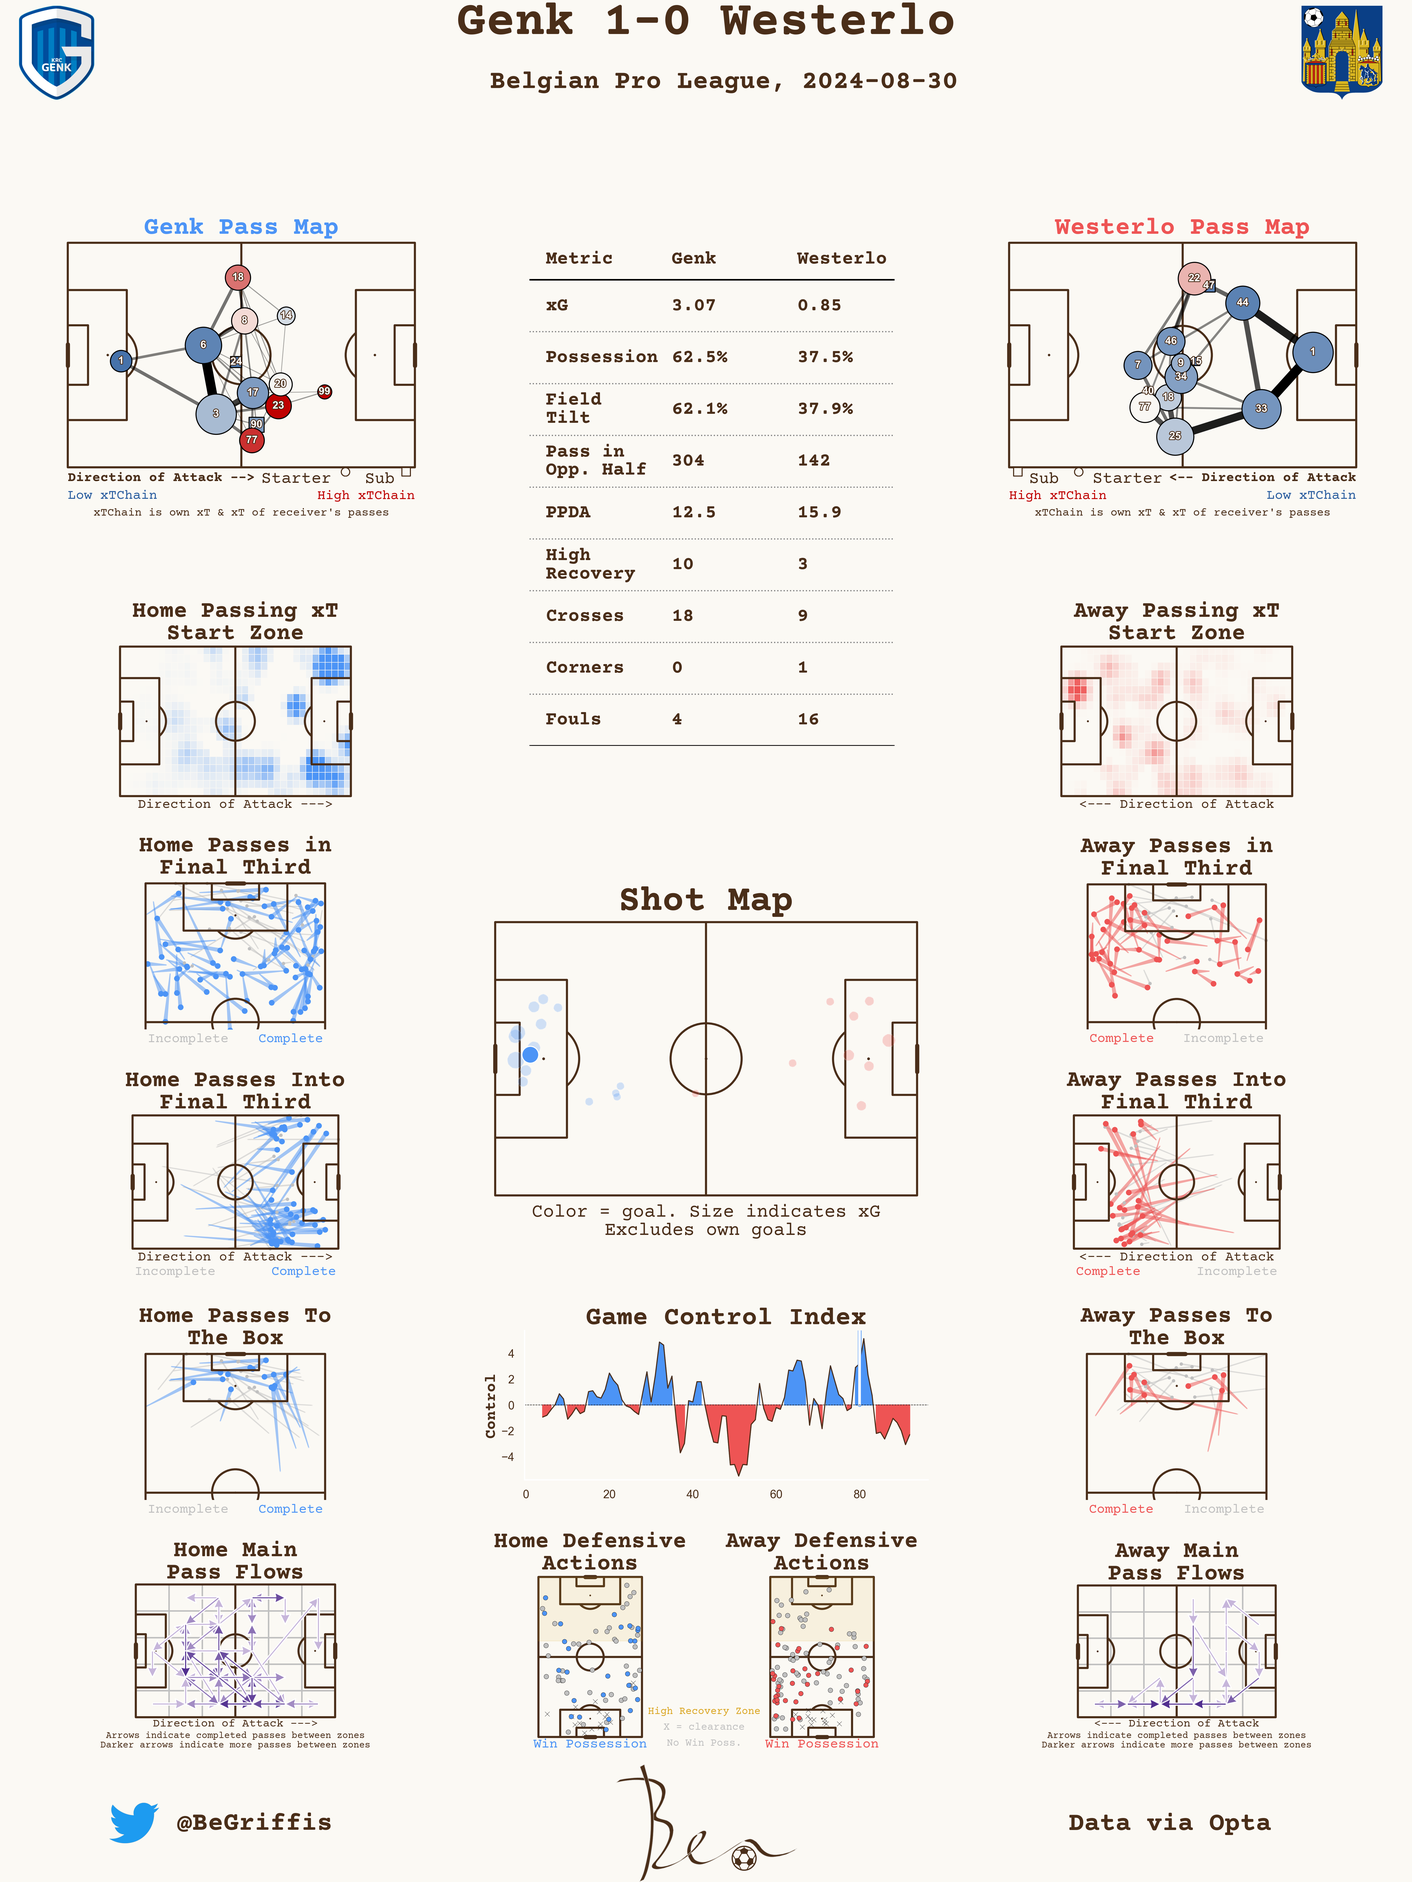 Genk 1-0 Westerlo
Belgian Pro League, 2024-08-30
KRC
GENK
Genk Pass Map
18
8
14
6
1
24
20
17
99
23
3
90
77
Direction of Attack --> Starter Sub
Low xTChain High xTChain
xTChain is own xT & xT of receiver's passes
Metric Genk Westerlo
xG 3.07 0.85
Possession 62.5% 37.5%
Field
Tilt 62.1% 37.9%
Pass in
Opp. Half 304 142
PPDA 12.5 15.9
High
Recovery 10 3
Crosses 18 9
Corners 0 1
Fouls 4 16
Westerlo Pass Map
22
47
44
46
1
7
9
15
34
40
18
77
33
25
Sub Starter <-- Direction of Attack
High xTChain Low xTChain
xTChain is own xT & xT of receiver's passes
Home Passing xT
Start Zone
Direction of Attack --->
Away Passing xT
Start Zone
<--- Direction of Attack
Home Passes in
Final Third
Incomplete Complete
Away Passes in
Final Third
Complete Incomplete
Shot Map
Color = goal. Size indicates xG
Excludes own goals
Home Passes Into
Final Third
Direction of Attack --->
Incomplete Complete
Away Passes Into
Final Third
<--- Direction of Attack
Complete Incomplete
Home Passes To
The Box
Incomplete Complete
Game Control Index
Control
4
2
0
−2
−4
0 20 40 60 80
Away Passes To
The Box
Complete Incomplete
Home Main
Pass Flows
Direction of Attack --->
Arrows indicate completed passes between zones
Darker arrows indicate more passes between zones
Home Defensive
Actions
Win Possession
High Recovery Zone
X = clearance
No Win Poss.
Away Defensive
Actions
Win Possession
Away Main
Pass Flows
<--- Direction of Attack
Arrows indicate completed passes between zones
Darker arrows indicate more passes between zones
@BeGriffis
Ben
Data via Opta